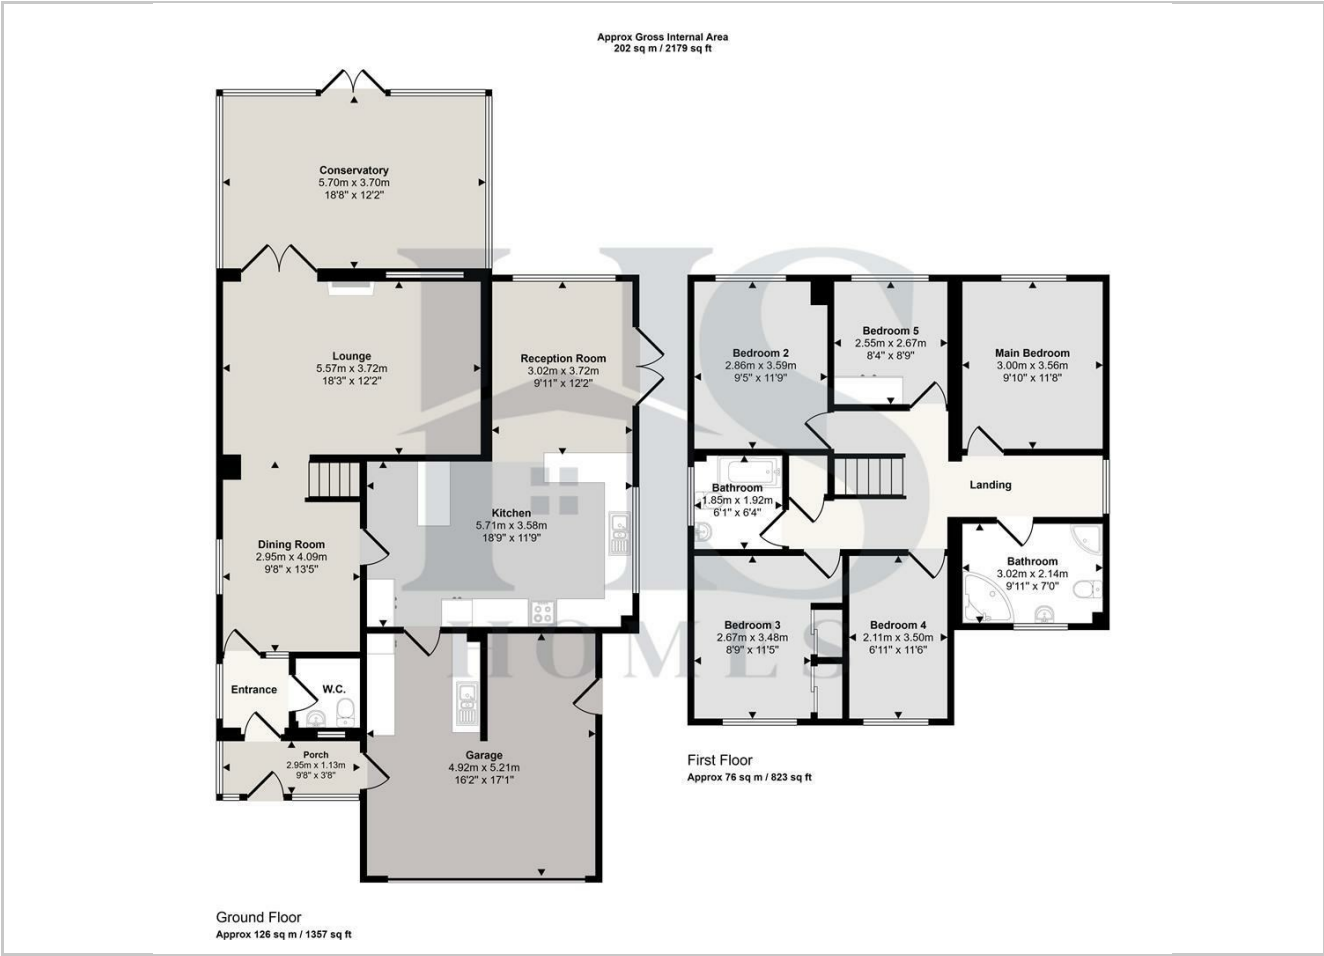 Approx Gross Internal Area
202 sq m / 2179 sq ft
Conservatory
5.70m x 3.70m
18'8" x 12'2"
Lounge
5.57m x 3.72m
18'3" x 12'2"
Reception Room
3.02m x 3.72m
9'11" x 12'2"
Kitchen
5.71m x 3.58m
18'9" x 11'9"
Dining Room
2.95m x 4.09m
9'8" x 13'5"
Entrance
W.C.
Porch
2.95m x 1.13m
9'8" x 3'8"
Garage
4.92m x 5.21m
16'2" x 17'1"
Ground Floor
Approx 126 sq m / 1357 sq ft
Bedroom 2
2.86m x 3.59m
9'5" x 11'9"
Bedroom 5
2.55m x 2.67m
8'4" x 8'9"
Main Bedroom
3.00m x 3.56m
9'10" x 11'8"
Bathroom
1.85m x 1.92m
6'1" x 6'4"
Landing
Bathroom
3.02m x 2.14m
9'11" x 7'0"
Bedroom 3
2.67m x 3.48m
8'9" x 11'5"
Bedroom 4
2.11m x 3.50m
6'11" x 11'6"
First Floor
Approx 76 sq m / 823 sq ft
HS
HOMES